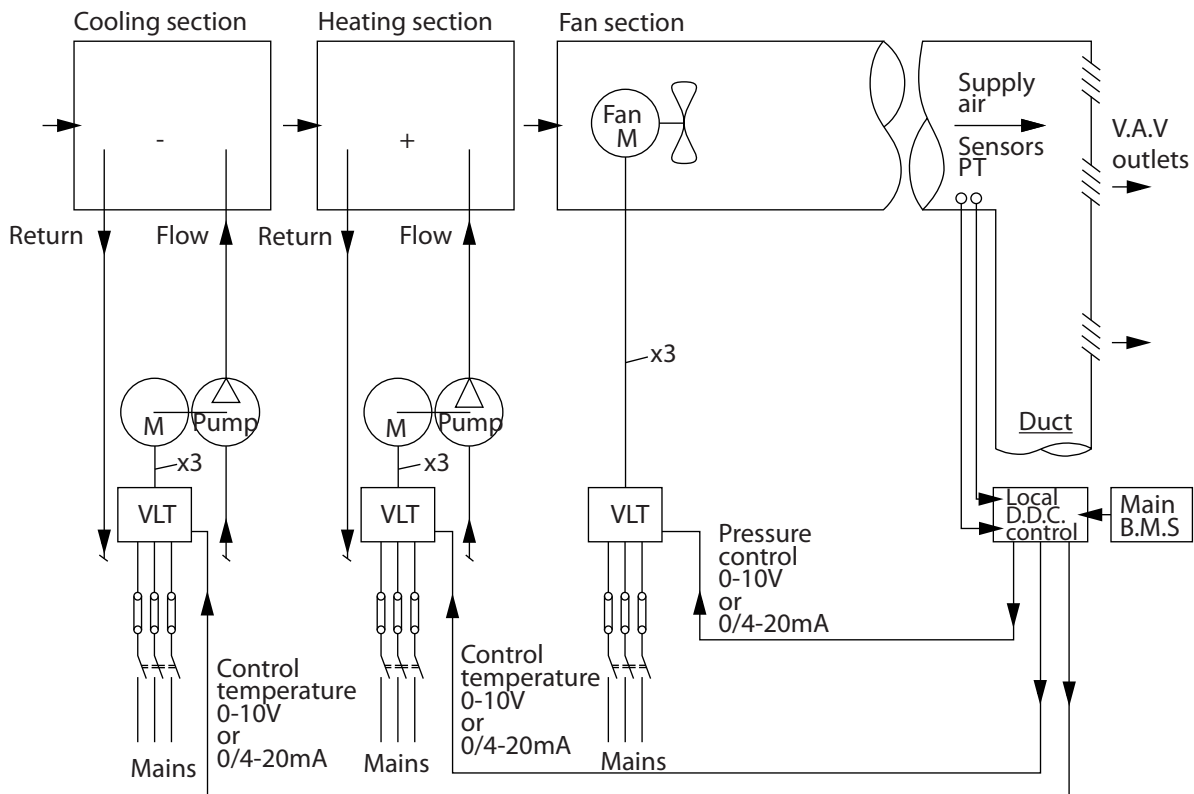 Cooling section
Heating section
Fan section
-
+
Fan
M
Supply
air
Sensors
PT
V.A.V
outlets
Return
Flow
Return
Flow
x3
M
Pump
M
Pump
Duct
x3
x3
VLT
VLT
VLT
Local
D.D.C.
control
Main
B.M.S
Pressure
control
0-10V
or
0/4-20mA
Control
temperature
0-10V
or
0/4-20mA
Control
temperature
0-10V
or
0/4-20mA
Mains
Mains
Mains